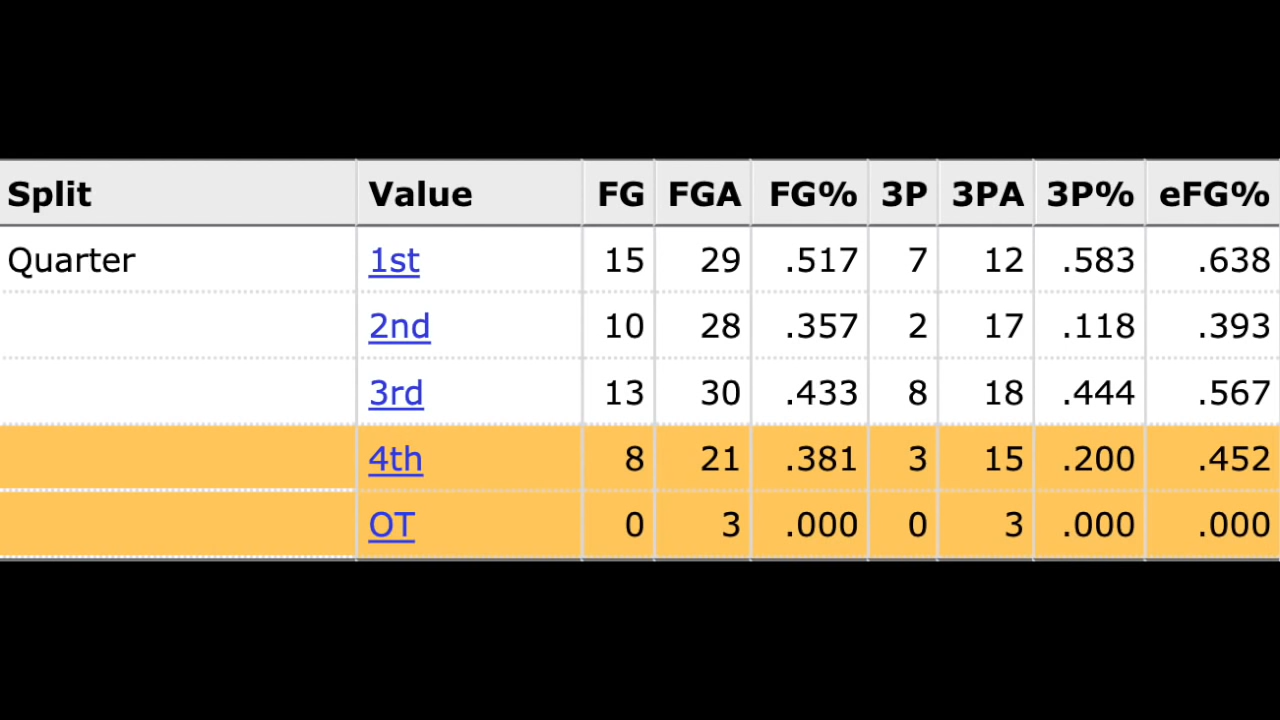 Split Value FG FGA FG% 3P 3PA 3P% eFG%
Quarter 1st 15 29 .517 7 12 .583 .638
2nd 10 28 .357 2 17 .118 .393
3rd 13 30 .433 8 18 .444 .567
4th 8 21 .381 3 15 .200 .452
OT 0 3 .000 0 3 .000 .000